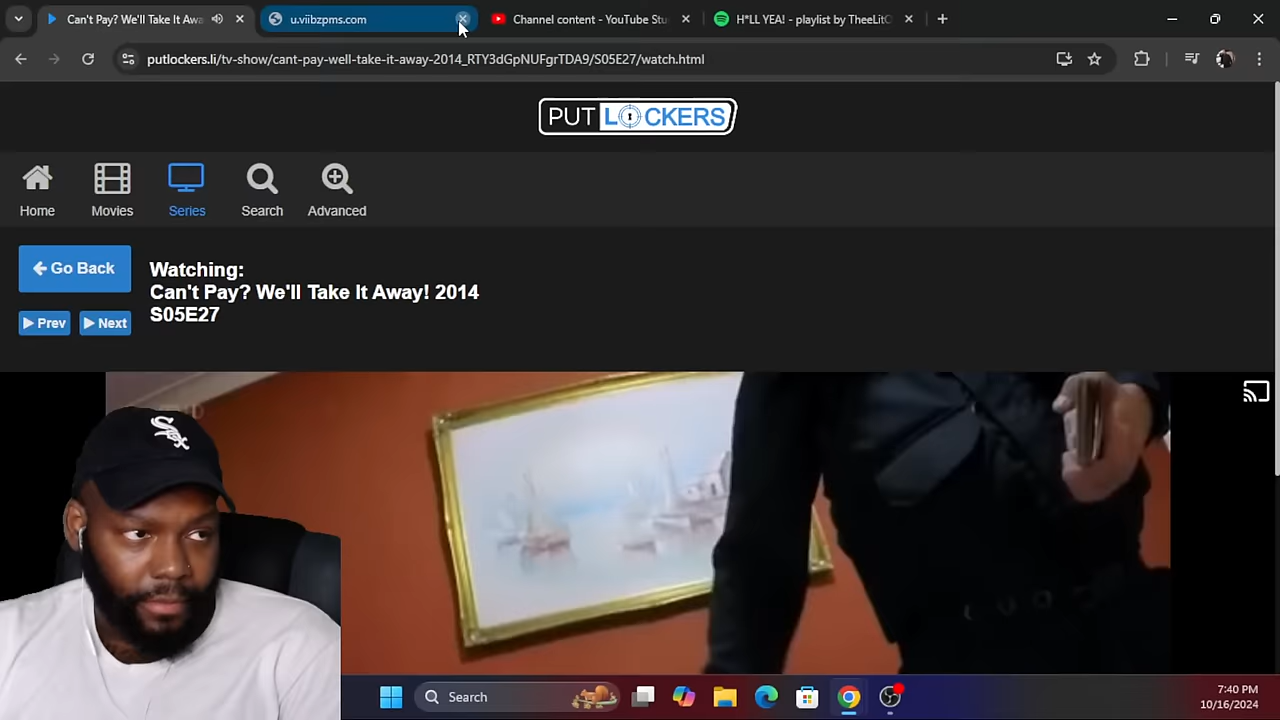 Can't Pay? We'll Take It Awa
u.viibzpms.com
Channel content - YouTube Stu
H*LL YEA! - playlist by TheeLitO
putlockers.li/tv-show/cant-pay-well-take-it-away-2014_RTY3dGpNUFgrTDA9/S05E27/watch.html
PUT LOCKERS
Home
Movies
Series
Search
Advanced
Go Back
Watching:
Can't Pay? We'll Take It Away! 2014
S05E27
Prev
Next
Sox
Search
7:40 PM
10/16/2024